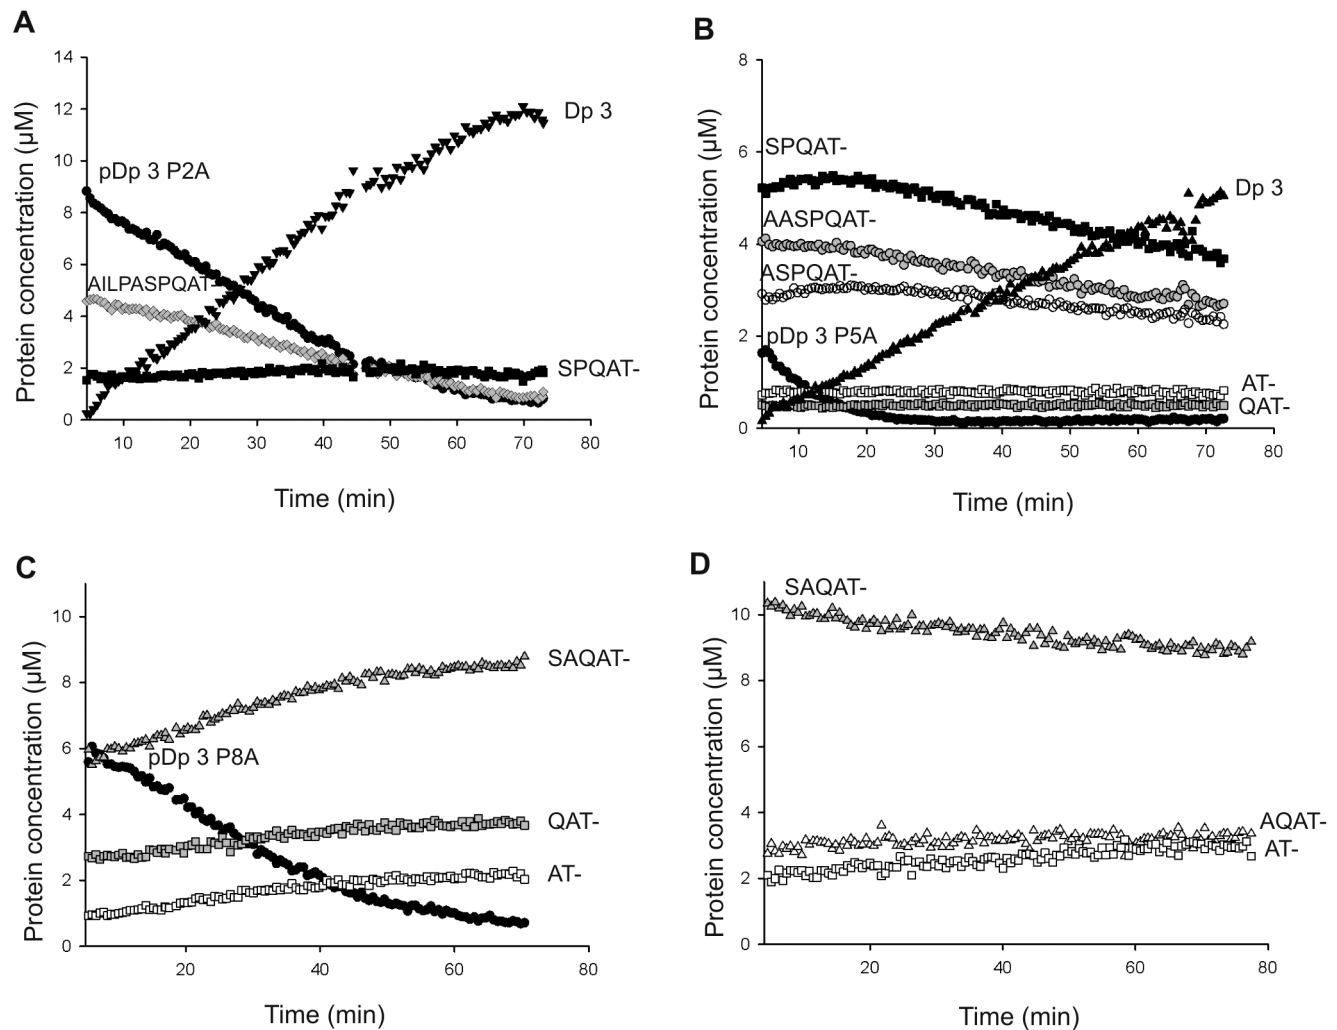 A
Protein concentration (µM)
14
12
10
8
6
4
2
0
pDp 3 P2A
AILPASPQAT-
Dp 3
SPQAT-
10 20 30 40 50 60 70 80
Time (min)
B
Protein concentration (µM)
8
6
4
2
0
SPQAT-
AASPQAT-
ASPQAT-
pDp 3 P5A
Dp 3
AT-
QAT-
10 20 30 40 50 60 70 80
Time (min)
C
Protein concentration (µM)
10
8
6
4
2
0
SAQAT-
pDp 3 P8A
QAT-
AT-
20 40 60 80
Time (min)
D
Protein concentration (µM)
10
8
6
4
2
0
SAQAT-
AQAT-
AT-
20 40 60 80
Time (min)